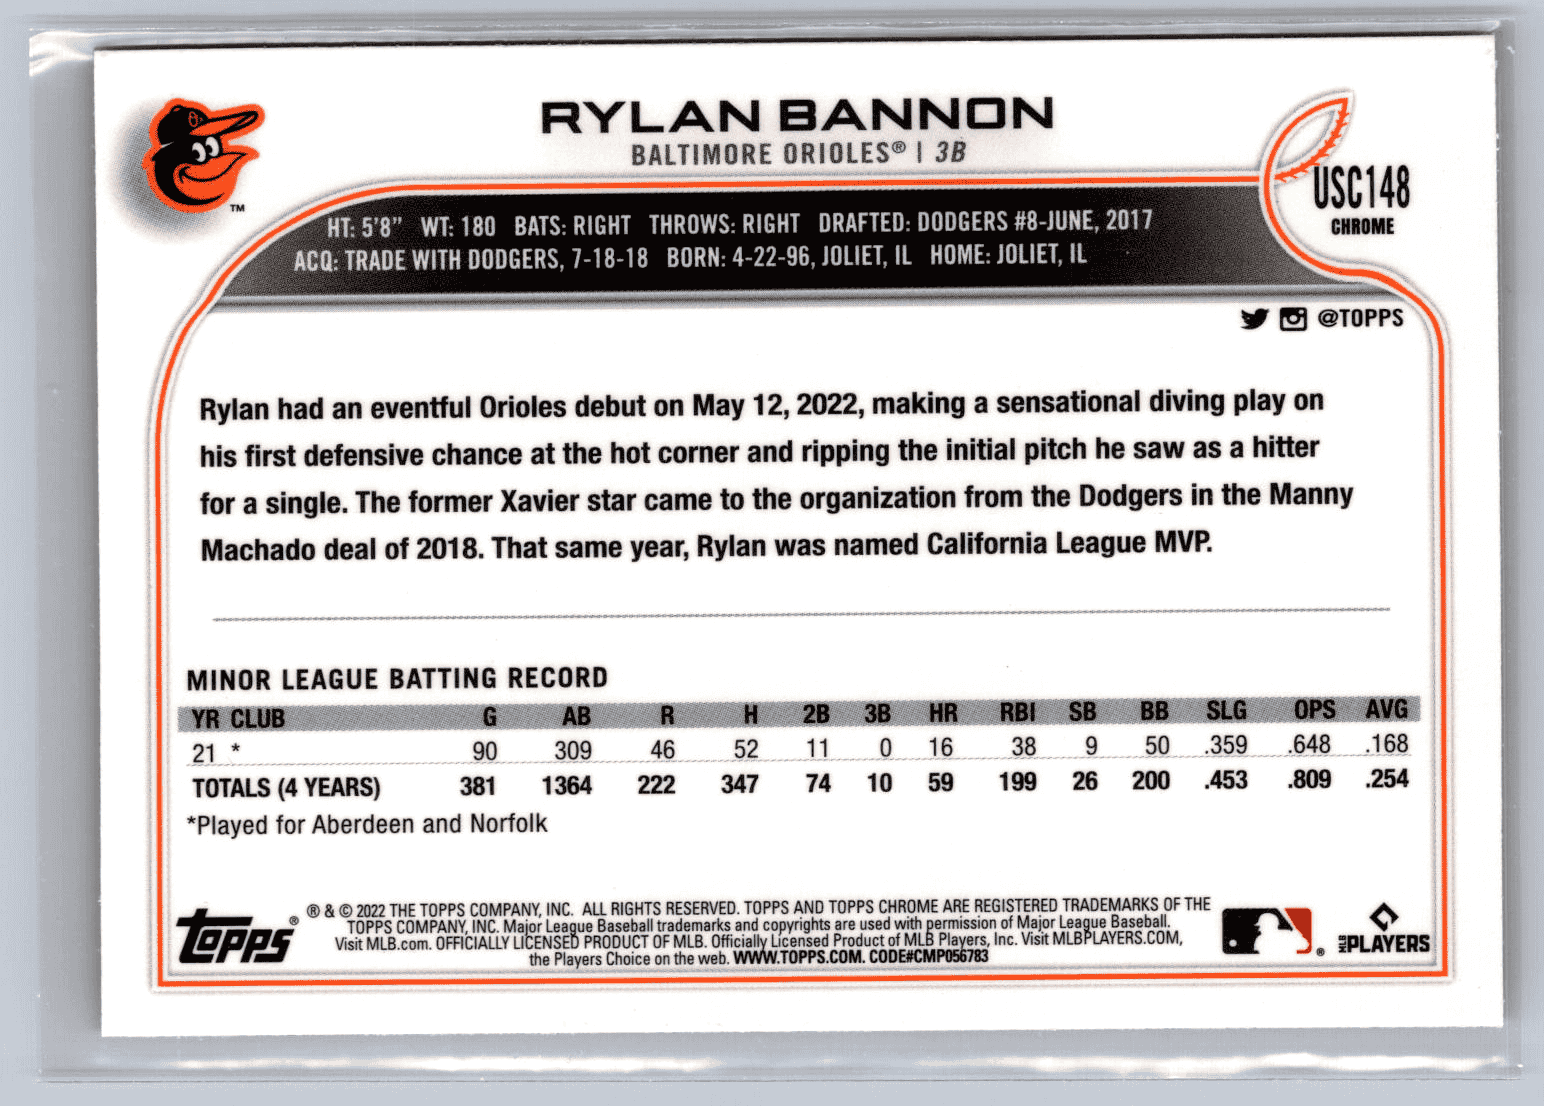 RYLAN BANNON
BALTIMORE ORIOLES® | 3B
USC148
CHROME
TM
HT: 5'8" WT: 180 BATS: RIGHT THROWS: RIGHT DRAFTED: DODGERS #8-JUNE, 2017
ACQ: TRADE WITH DODGERS, 7-18-18 BORN: 4-22-96, JOLIET, IL HOME: JOLIET, IL
@TOPPS
Rylan had an eventful Orioles debut on May 12, 2022, making a sensational diving play on
his first defensive chance at the hot corner and ripping the initial pitch he saw as a hitter
for a single. The former Xavier star came to the organization from the Dodgers in the Manny
Machado deal of 2018. That same year, Rylan was named California League MVP.
MINOR LEAGUE BATTING RECORD
YR CLUB G AB R H 2B 3B HR RBI SB BB SLG OPS AVG
21 * 90 309 46 52 11 0 16 38 9 50 .359 .648 .168
TOTALS (4 YEARS) 381 1364 222 347 74 10 59 199 26 200 .453 .809 .254
*Played for Aberdeen and Norfolk
Topps®
® & © 2022 THE TOPPS COMPANY, INC. ALL RIGHTS RESERVED. TOPPS AND TOPPS CHROME ARE REGISTERED TRADEMARKS OF THE
TOPPS COMPANY, INC. Major League Baseball trademarks and copyrights are used with permission of Major League Baseball.
Visit MLB.com. OFFICIALLY LICENSED PRODUCT OF MLB. Officially Licensed Product of MLB Players, Inc. Visit MLBPLAYERS.COM,
the Players Choice on the web. WWW.TOPPS.COM. CODE#CMP056783
®
MLB PLAYERS